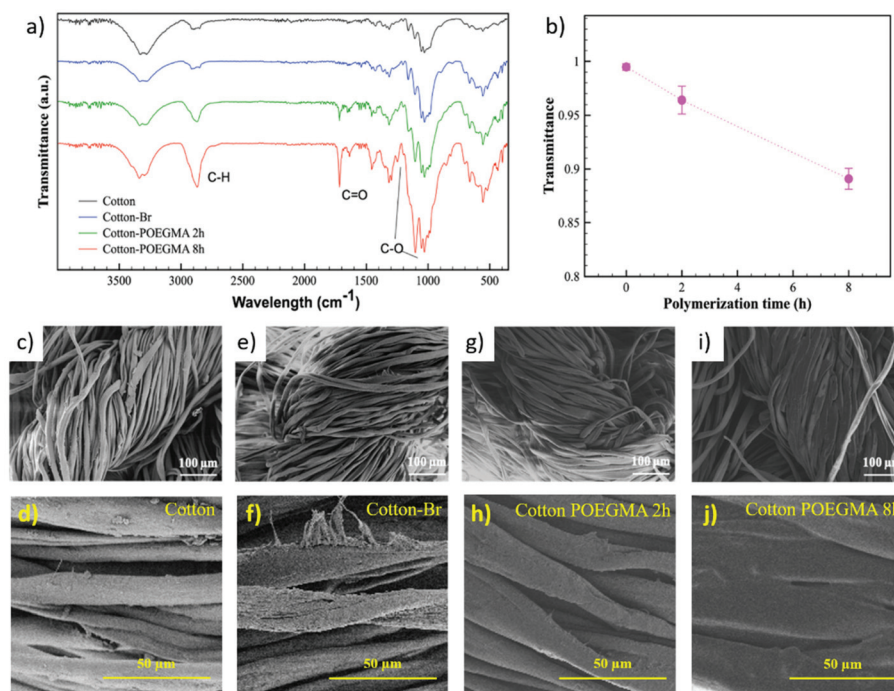 a)
Transmittance (a.u.)
C-H
C=O
C-O
Cotton
Cotton-Br
Cotton-POEGMA 2h
Cotton-POEGMA 8h
3500 3000 2500 2000 1500 1000 500
Wavelength (cm⁻¹)
b)
Transmittance
1
0.95
0.9
0.85
0.8
0 2 4 6 8
Polymerization time (h)
c)
100 μm
e)
100 μm
g)
100 μm
i)
100 μm
d) Cotton
50 μm
f) Cotton-Br
50 μm
h) Cotton POEGMA 2h
50 μm
j) Cotton POEGMA 8h
50 μm